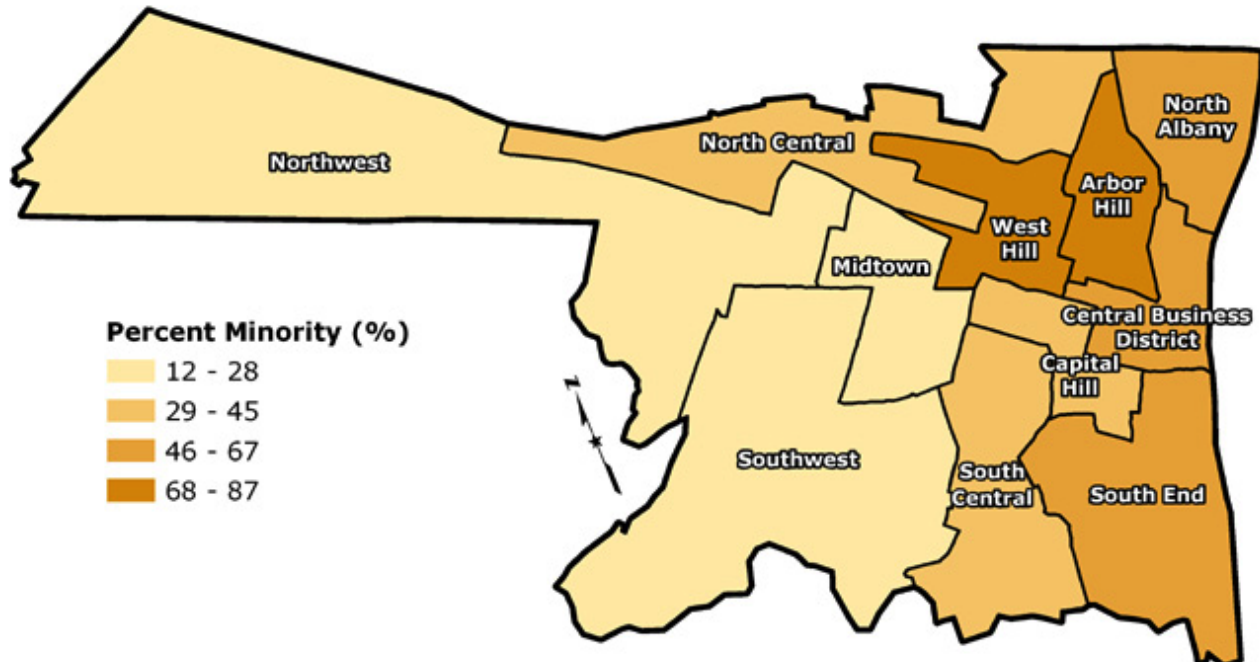 North
Albany
North Central
Northwest
Arbor
Hill
West
Hill
Midtown
Central Business
District
Percent Minority (%)
12 - 28
29 - 45
46 - 67
68 - 87
Capital
Hill
N
Southwest
South
Central
South End